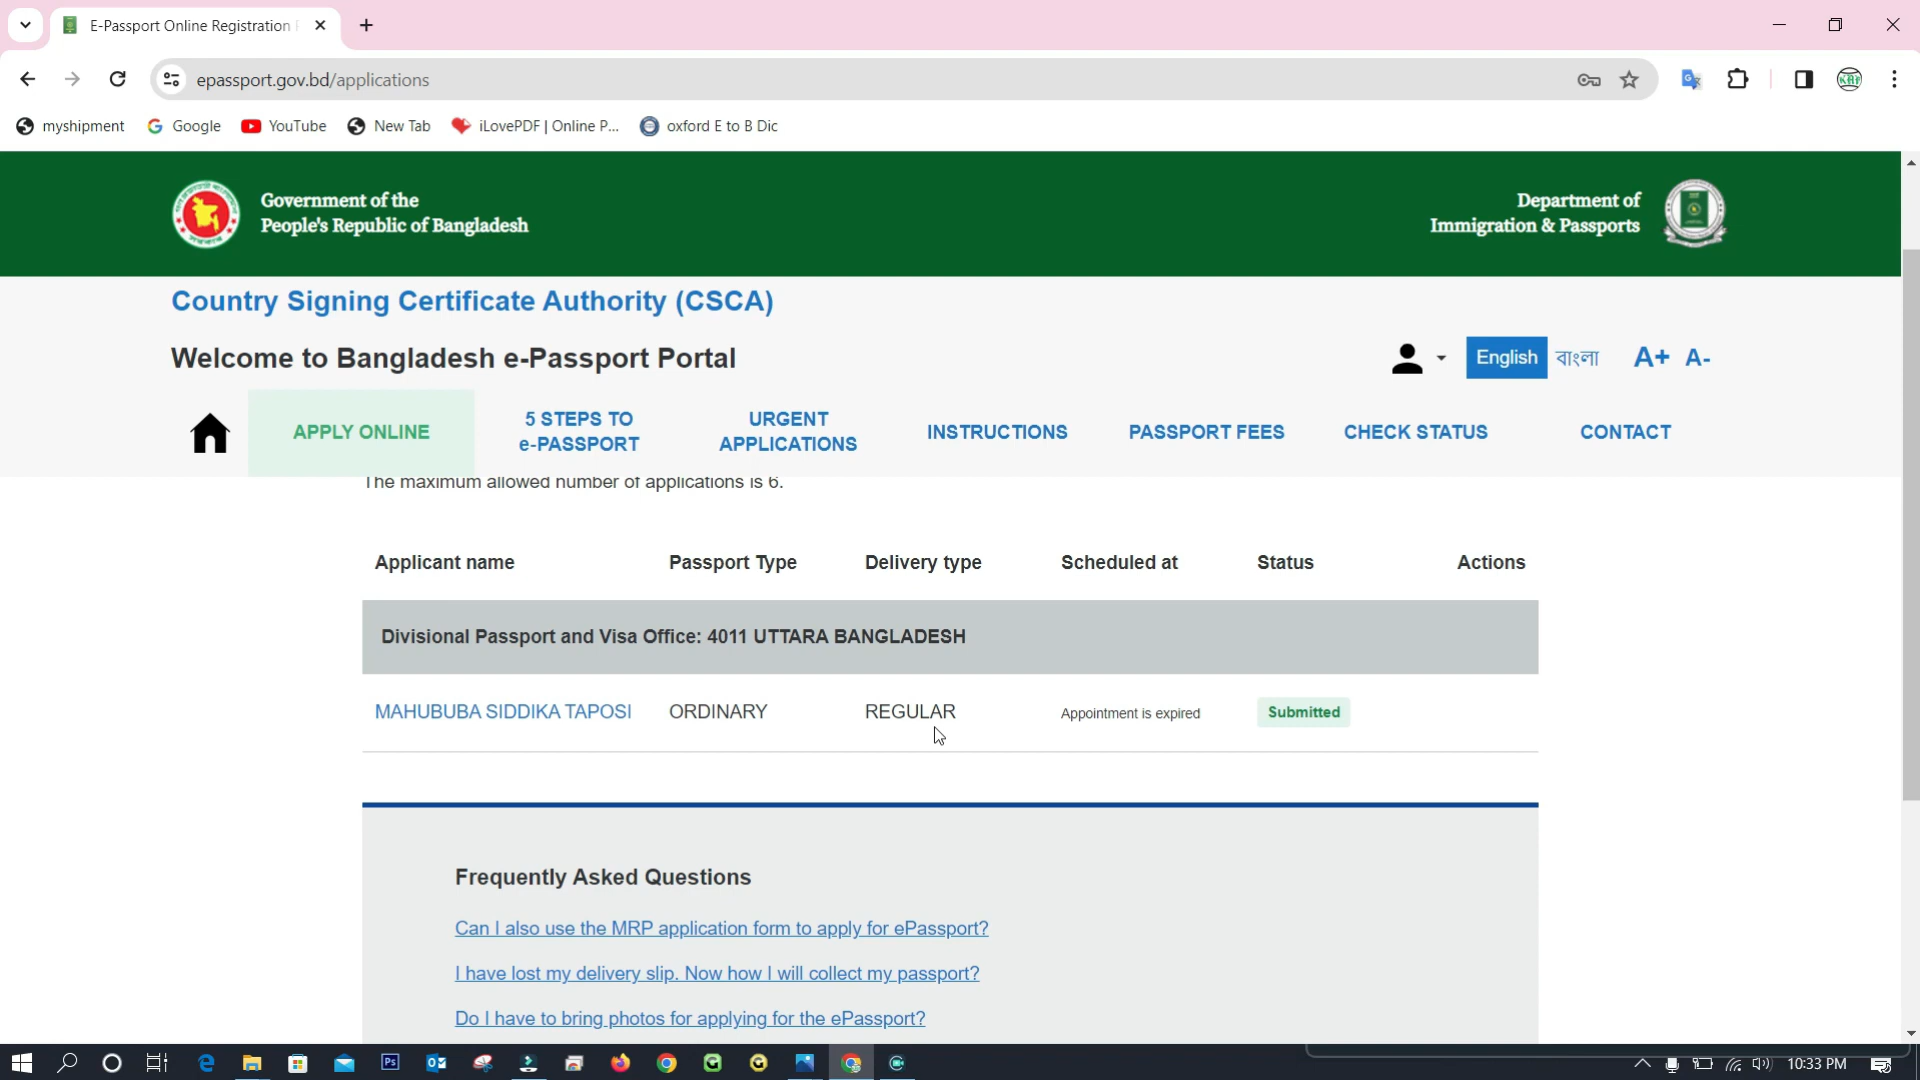 E-Passport Online Registration
epassport.gov.bd/applications
myshipment
Google
YouTube
New Tab
iLovePDF | Online P...
oxford E to B Dic
Government of the
People's Republic of Bangladesh
Department of
Immigration & Passports
Country Signing Certificate Authority (CSCA)
Welcome to Bangladesh e-Passport Portal
English
বাংলা
A+
A-
APPLY ONLINE
5 STEPS TO
e-PASSPORT
URGENT
APPLICATIONS
INSTRUCTIONS
PASSPORT FEES
CHECK STATUS
CONTACT
The maximum allowed number of applications is 6.
Applicant name
Passport Type
Delivery type
Scheduled at
Status
Actions
Divisional Passport and Visa Office: 4011 UTTARA BANGLADESH
MAHUBUBA SIDDIKA TAPOSI
ORDINARY
REGULAR
Appointment is expired
Submitted
Frequently Asked Questions
Can I also use the MRP application form to apply for ePassport?
I have lost my delivery slip. Now how I will collect my passport?
Do I have to bring photos for applying for the ePassport?
10:33 PM